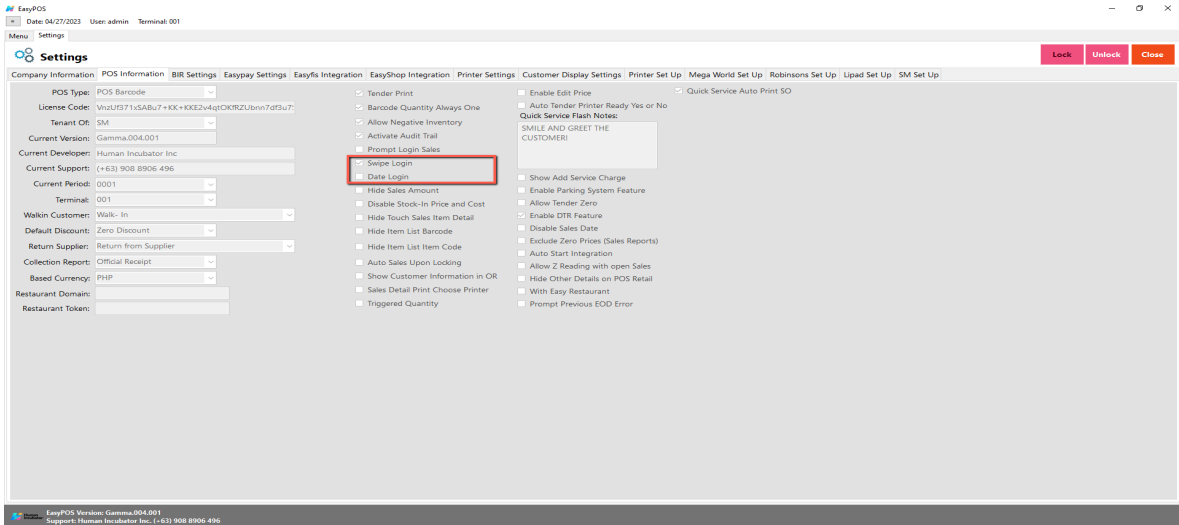 EasyPOS
Date: 04/27/2023 User: admin Terminal: 001
Menu Settings
Settings
Lock Unlock Close
Company Information POS Information BIR Settings Easypay Settings Easyfis Integration EasyShop Integration Printer Settings Customer Display Settings Printer Set Up Mega World Set Up Robinsons Set Up Lipad Set Up SM Set Up
POS Type: POS Barcode
License Code:
Tenant Of: SM
Current Version: Gamma.004.001
Current Developer: Human Incubator Inc
Current Support: (+63) 908 8906 496
Current Period: 0001
Terminal: 001
Walkin Customer: Walk- In
Default Discount: Zero Discount
Return Supplier: Return from Supplier
Collection Report: Official Receipt
Based Currency: PHP
Restaurant Domain:
Restaurant Token:
Tender Print
Barcode Quantity Always One
Allow Negative Inventory
Activate Audit Trail
Prompt Login Sales
Swipe Login
Date Login
Hide Sales Amount
Disable Stock-In Price and Cost
Hide Touch Sales Item Detail
Hide Item List Barcode
Hide Item List Item Code
Auto Sales Upon Locking
Show Customer Information in OR
Sales Detail Print Choose Printer
Triggered Quantity
Enable Edit Price
Auto Tender Printer Ready Yes or No
Quick Service Flash Notes:
SMILE AND GREET THE
CUSTOMER!
Show Add Service Charge
Enable Parking System Feature
Allow Tender Zero
Enable DTR Feature
Disable Sales Date
Exclude Zero Prices (Sales Reports)
Auto Start Integration
Allow Z Reading with open Sales
Hide Other Details on POS Retail
With Easy Restaurant
Prompt Previous EOD Error
Quick Service Auto Print SO
Human
Incubator
EasyPOS Version: Gamma.004.001
Support: Human Incubator Inc. (+63) 908 8906 496